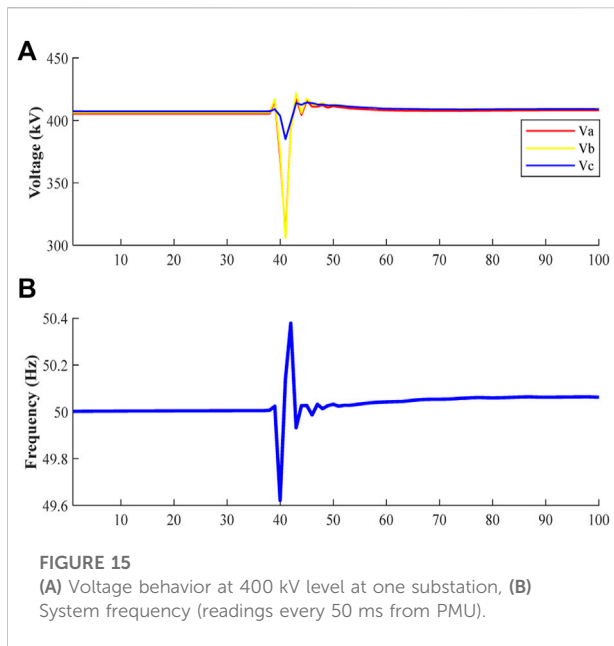 A
450
400
350
300
Voltage (kV)
Va
Vb
Vc
10 20 30 40 50 60 70 80 90 100
B
50.4
50.2
50
49.8
49.6
Frequency (Hz)
10 20 30 40 50 60 70 80 90 100
FIGURE 15
(A) Voltage behavior at 400 kV level at one substation, (B)
System frequency (readings every 50 ms from PMU).